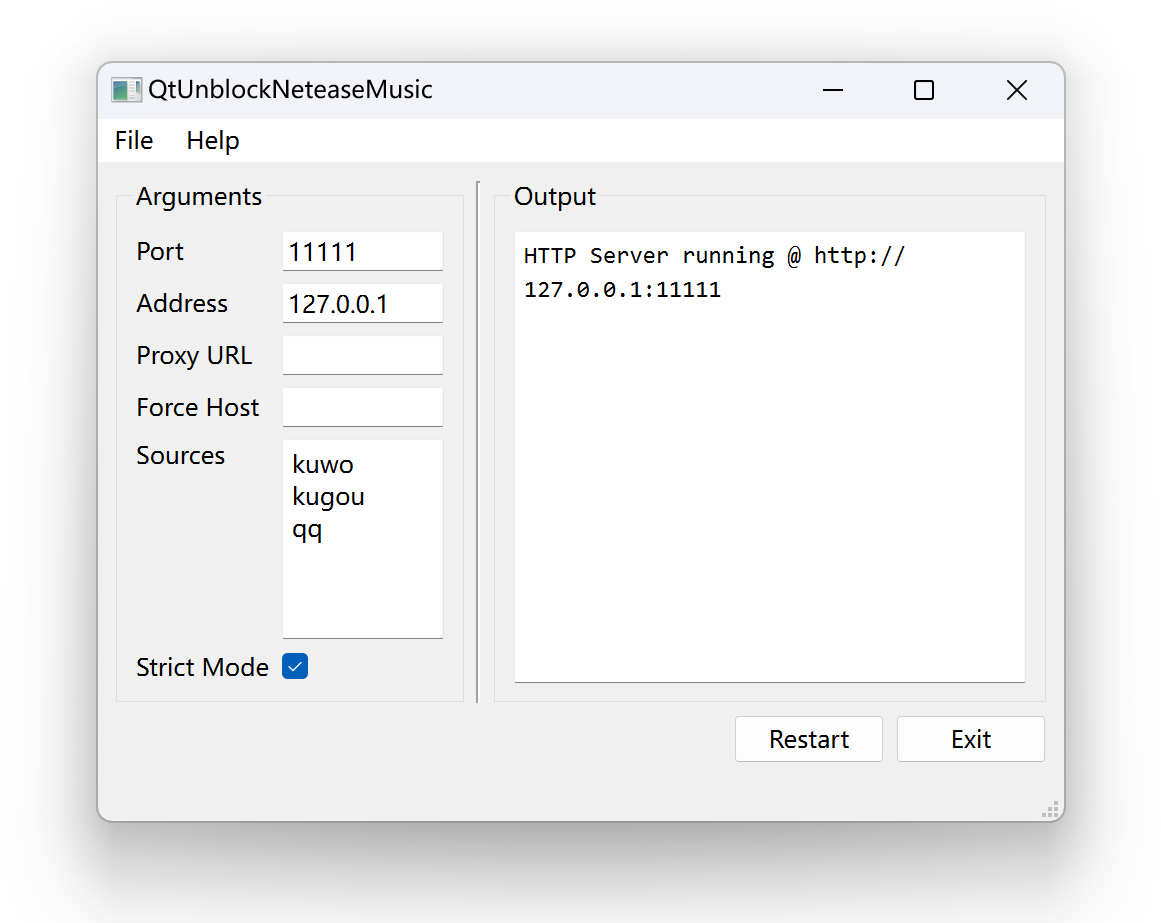 QtUnblockNeteaseMusic
File Help
Arguments
Port 11111
Address 127.0.0.1
Proxy URL
Force Host
Sources
kuwo
kugou
qq
Strict Mode
Output
HTTP Server running @ http://
127.0.0.1:11111
Restart Exit